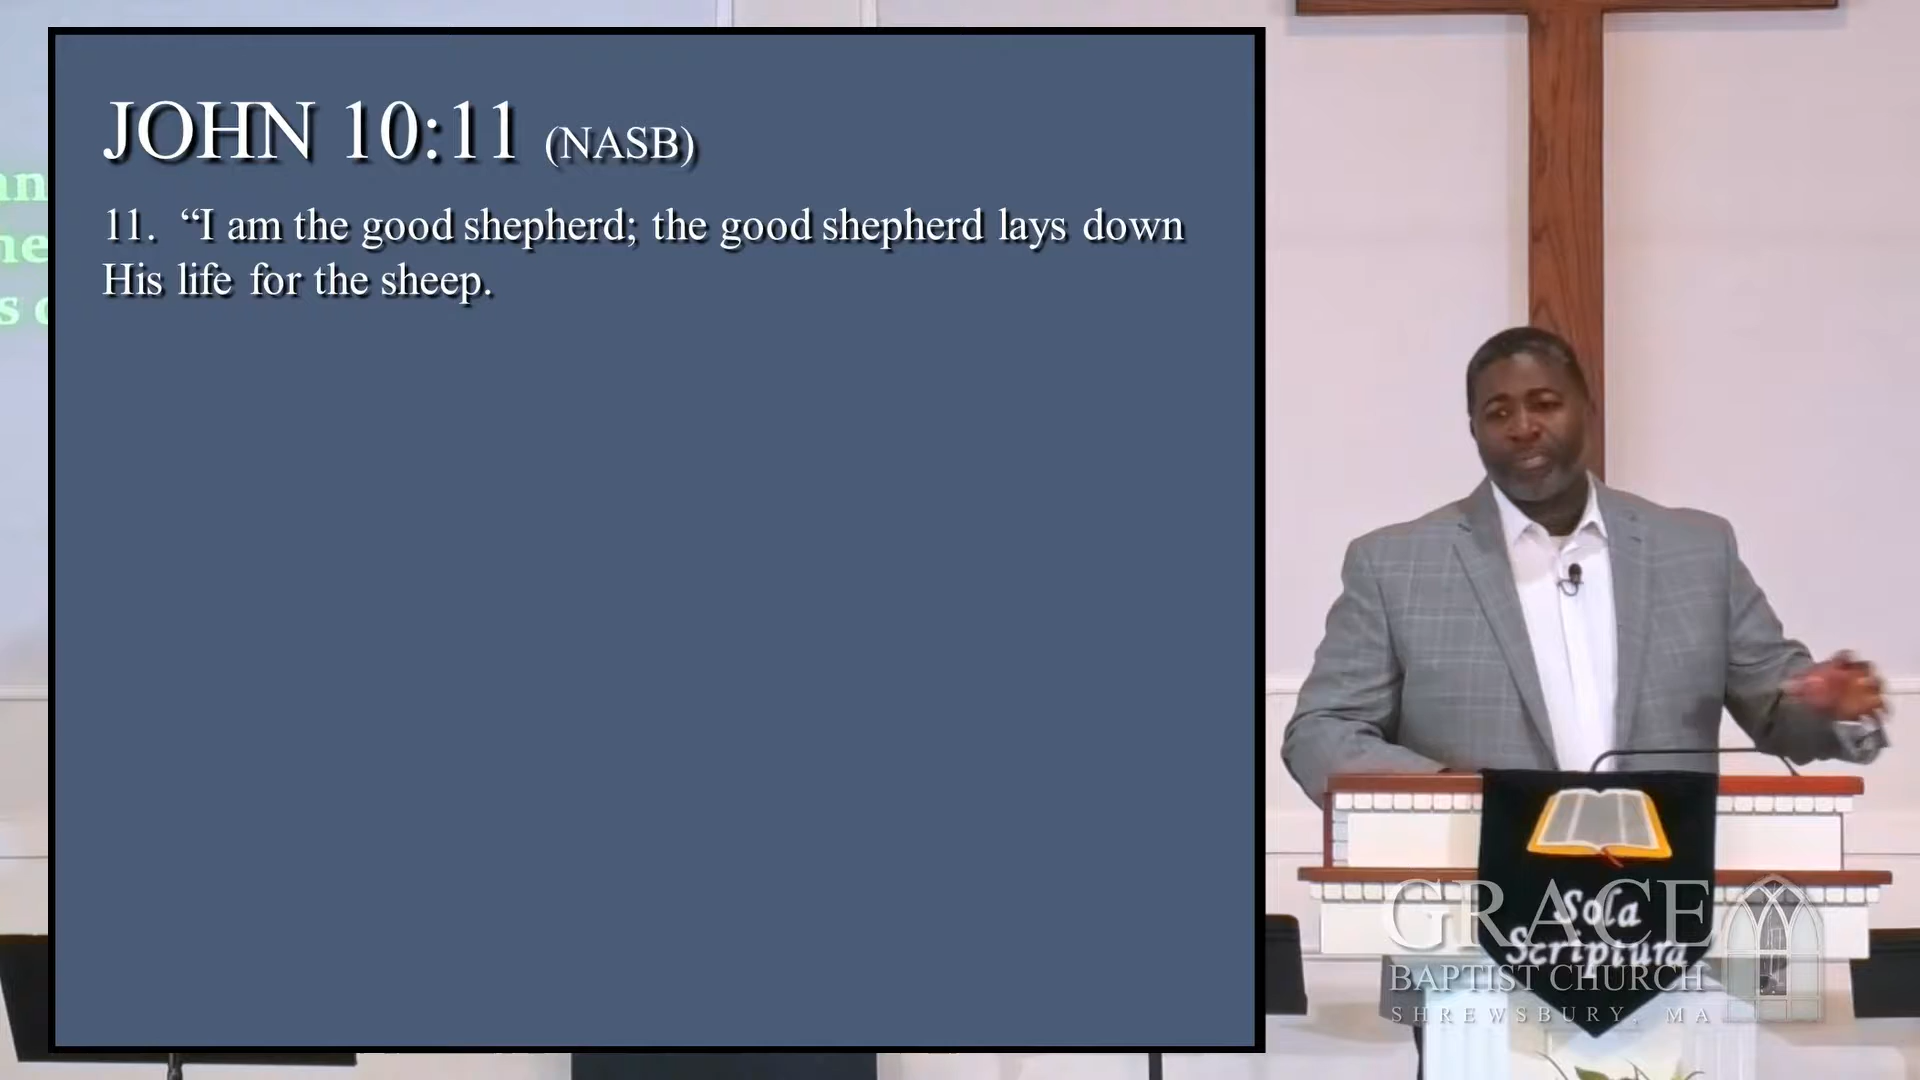 JOHN 10:11 (NASB)
11. “I am the good shepherd; the good shepherd lays down
His life for the sheep.
Sola
Scriptura
GRACE
BAPTIST CHURCH
SHREWSBURY, MA